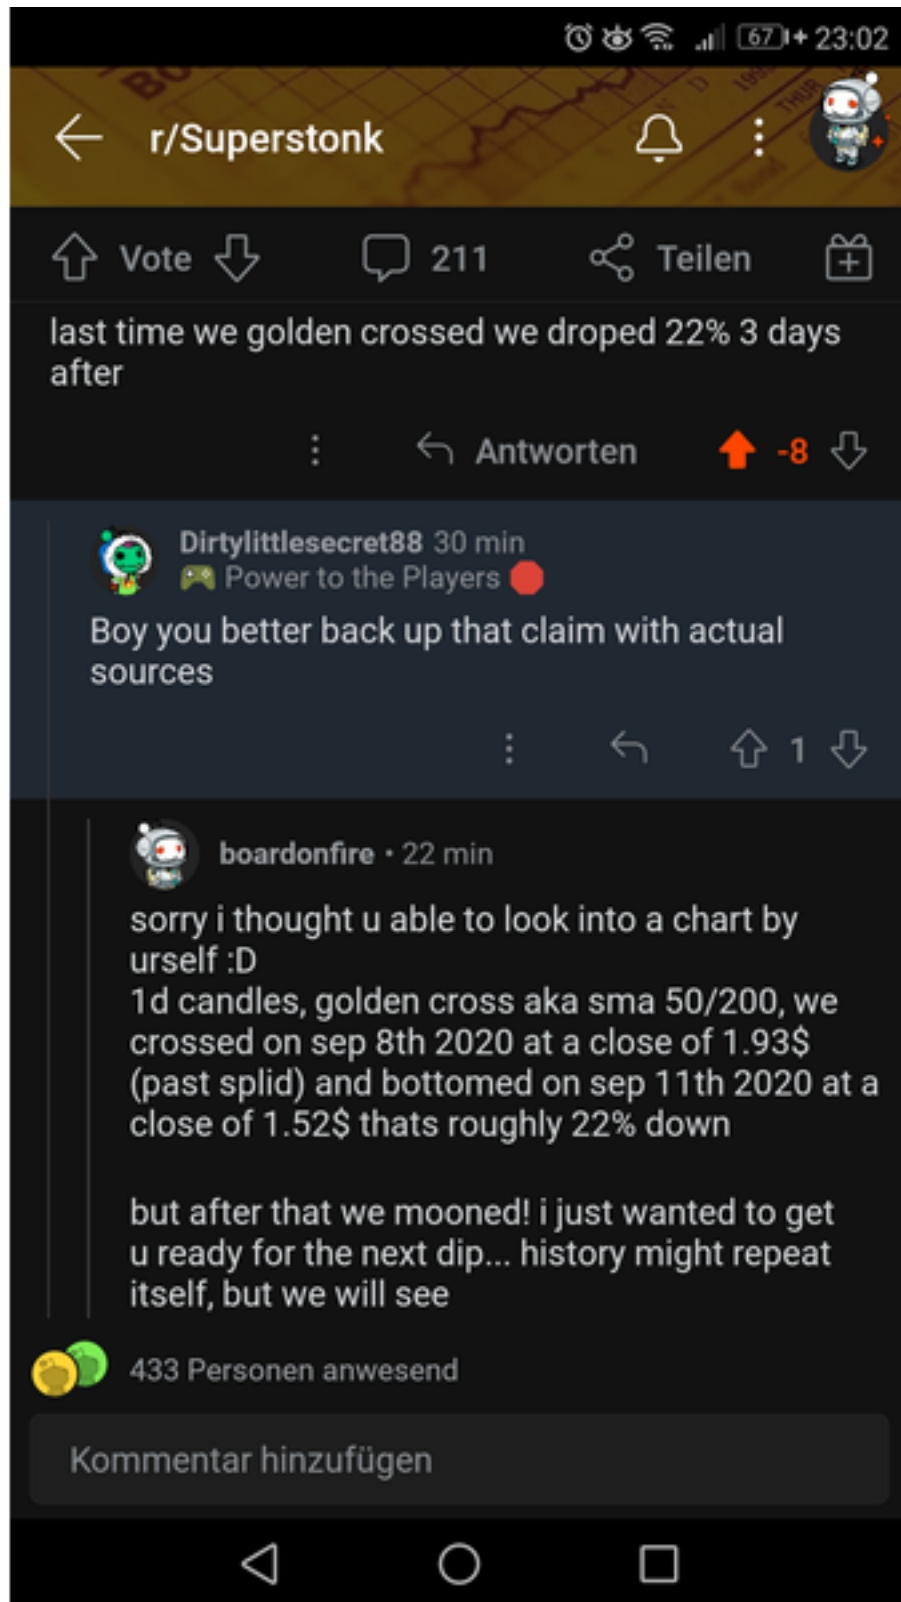 67 23:02
r/Superstonk
Vote 211 Teilen
last time we golden crossed we droped 22% 3 days
after
Antworten -8
Dirtylittlesecret88 30 min
🎮 Power to the Players 🛑
Boy you better back up that claim with actual
sources
1
boardonfire • 22 min
sorry i thought u able to look into a chart by
urself :D
1d candles, golden cross aka sma 50/200, we
crossed on sep 8th 2020 at a close of 1.93$
(past splid) and bottomed on sep 11th 2020 at a
close of 1.52$ thats roughly 22% down
but after that we mooned! i just wanted to get
u ready for the next dip... history might repeat
itself, but we will see
433 Personen anwesend
Kommentar hinzufügen